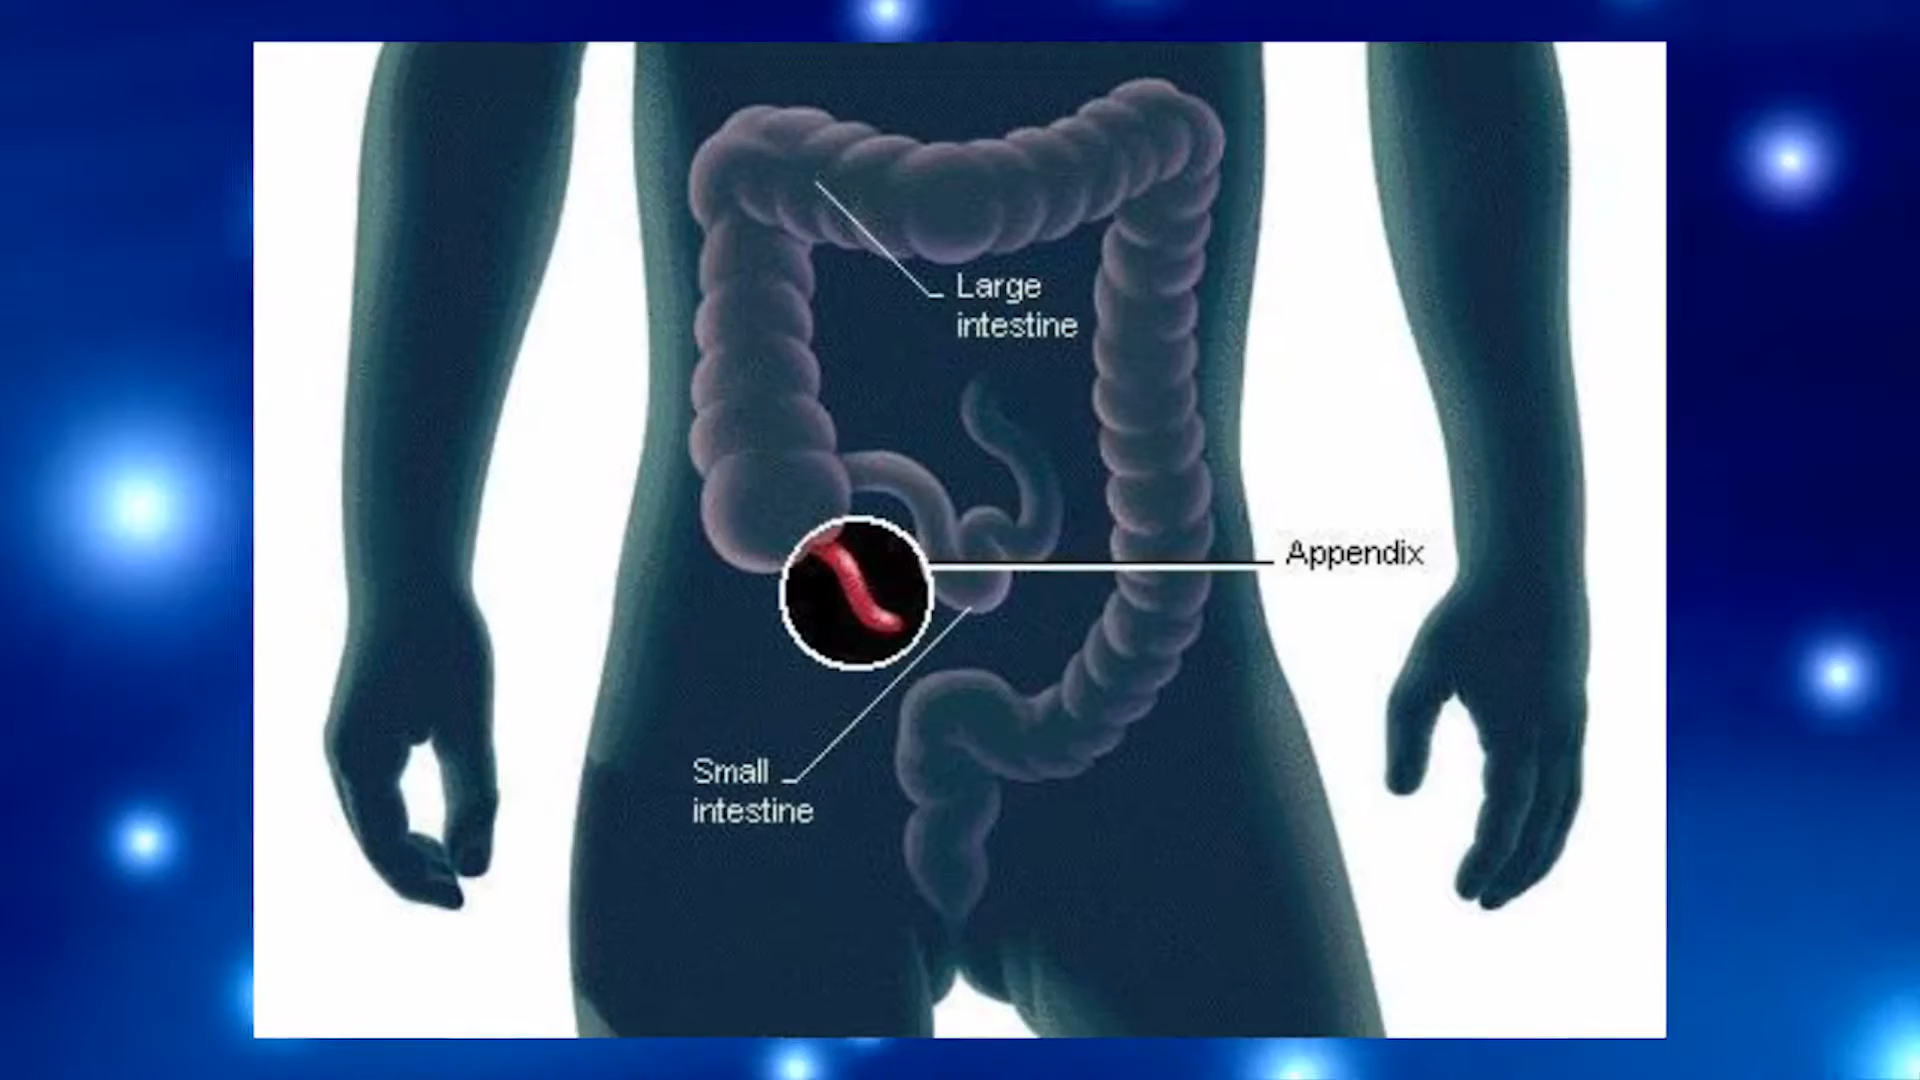 Large
intestine
Appendix
Small
intestine